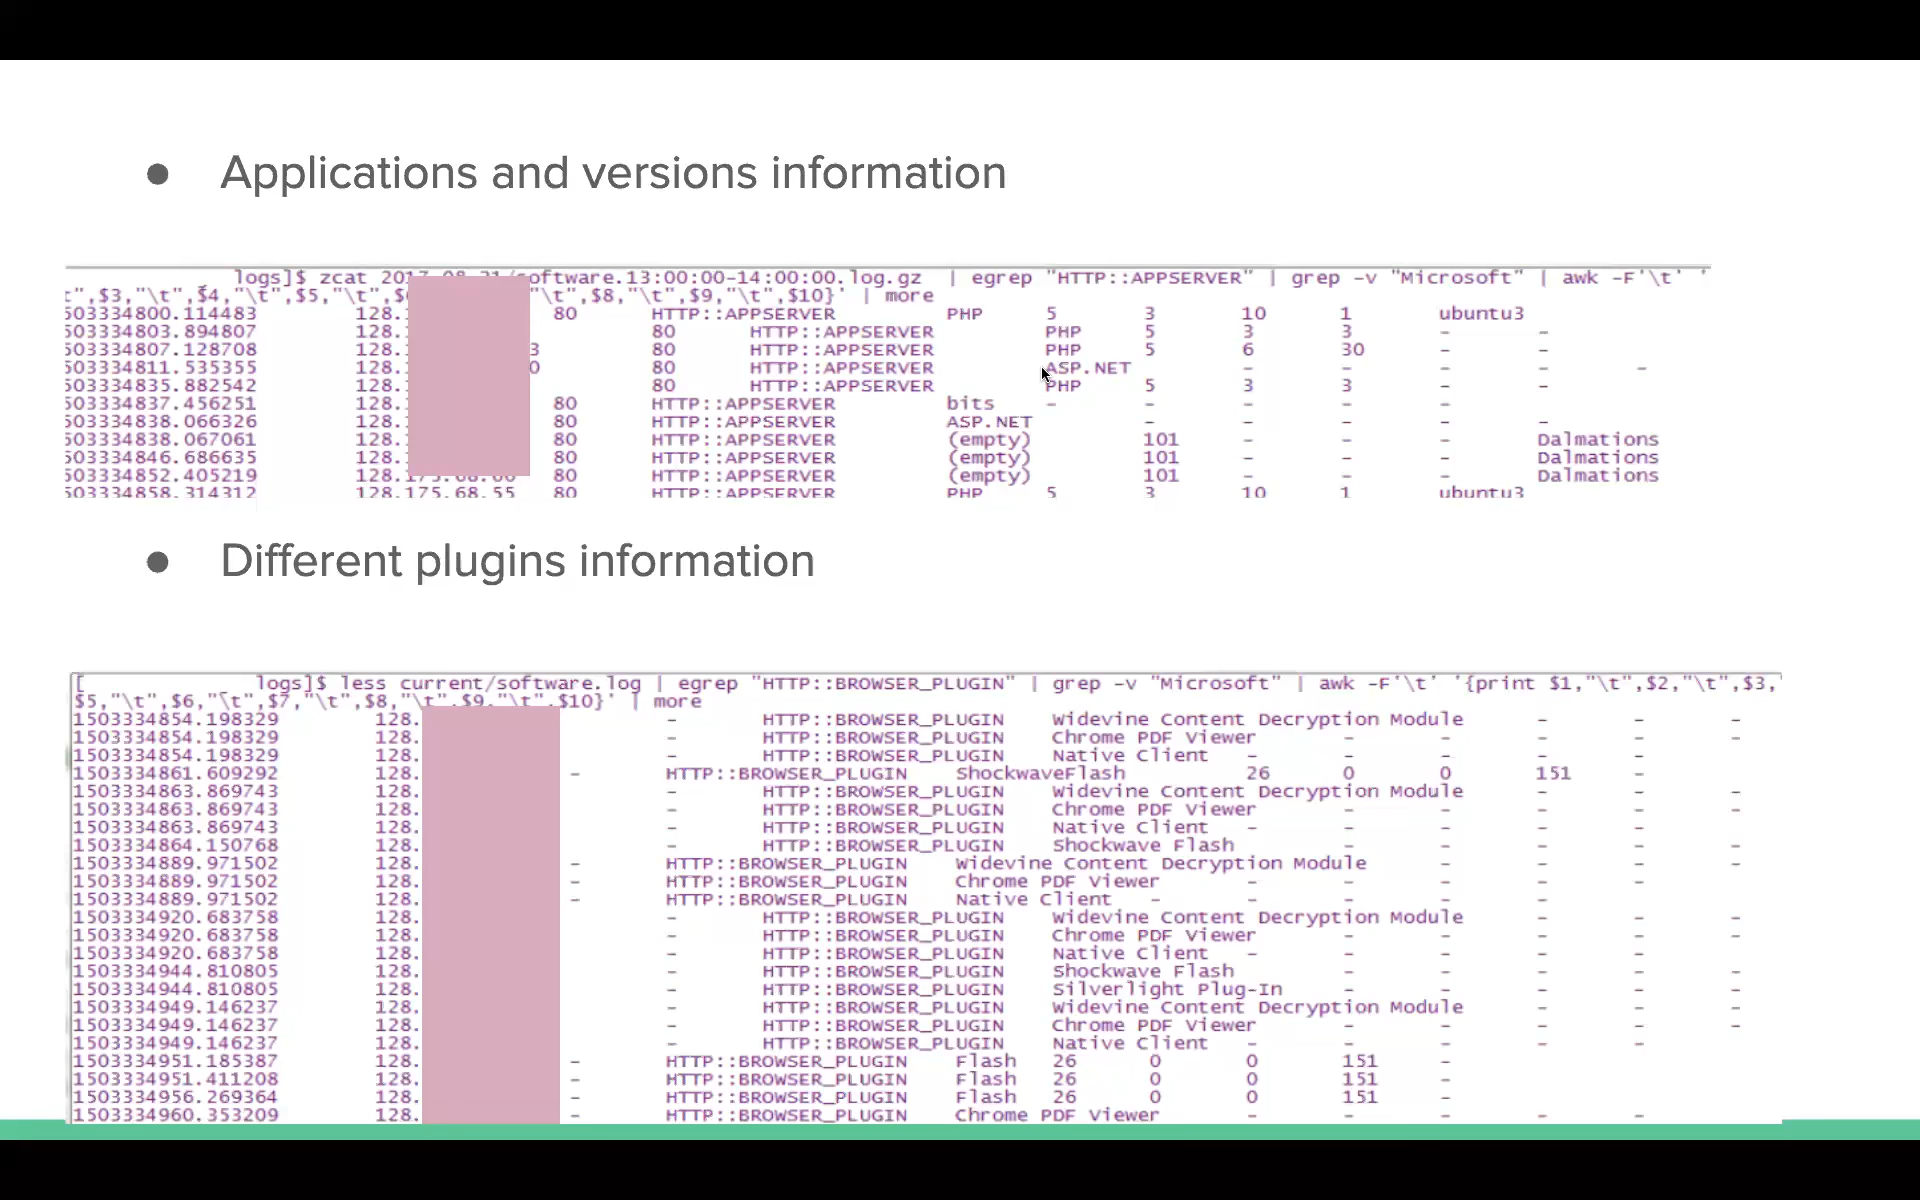 ● Applications and versions information
logs]$ zcat 2017-08-21/software.13:00:00-14:00:00.log.gz | egrep "HTTP::APPSERVER" | grep -v "Microsoft" | awk -F'\t' '
t",$3,"\t",$4,"\t",$5,"\t",$ "\t",$8,"\t",$9,"\t",$10}' | more
503334800.114483 128. 80 HTTP::APPSERVER PHP 5 3 10 1 ubuntu3
503334803.894807 128. 80 HTTP::APPSERVER PHP 5 3 3 - -
503334807.128708 128. 3 80 HTTP::APPSERVER PHP 5 6 30 - -
503334811.535355 128. 0 80 HTTP::APPSERVER ASP.NET - - - - -
503334835.882542 128. 80 HTTP::APPSERVER PHP 5 3 3 - -
503334837.456251 128. 80 HTTP::APPSERVER bits - - - - -
503334838.066326 128. 80 HTTP::APPSERVER ASP.NET - - - - -
503334838.067061 128. 80 HTTP::APPSERVER (empty) 101 - - - Dalmations
503334846.686635 128. 80 HTTP::APPSERVER (empty) 101 - - - Dalmations
503334852.405219 128.175.68. 80 HTTP::APPSERVER (empty) 101 - - - Dalmations
503334858.314312 128.175.68.55 80 HTTP::APPSERVER PHP 5 3 10 1 ubuntu3
● Different plugins information
[ logs]$ less current/software.log | egrep "HTTP::BROWSER_PLUGIN" | grep -v "Microsoft" | awk -F'\t' '{print $1,"\t",$2,"\t",$3,"
$5,"\t",$6,"\t",$7,"\t",$8,"\t",$9,"\t",$10}' | more
1503334854.198329 128. - HTTP::BROWSER_PLUGIN Widevine Content Decryption Module - - -
1503334854.198329 128. - HTTP::BROWSER_PLUGIN Chrome PDF Viewer - - - - -
1503334854.198329 128. - HTTP::BROWSER_PLUGIN Native Client - - - - -
1503334861.609292 128. - HTTP::BROWSER_PLUGIN ShockwaveFlash 26 0 0 151 -
1503334863.869743 128. - HTTP::BROWSER_PLUGIN Widevine Content Decryption Module - - -
1503334863.869743 128. - HTTP::BROWSER_PLUGIN Chrome PDF Viewer - - - - -
1503334863.869743 128. - HTTP::BROWSER_PLUGIN Native Client - - - - -
1503334864.150768 128. - HTTP::BROWSER_PLUGIN Shockwave Flash - - - - -
1503334889.971502 128. - HTTP::BROWSER_PLUGIN Widevine Content Decryption Module - - -
1503334889.971502 128. - HTTP::BROWSER_PLUGIN Chrome PDF Viewer - - - - -
1503334889.971502 128. - HTTP::BROWSER_PLUGIN Native Client - - - - -
1503334920.683758 128. - HTTP::BROWSER_PLUGIN Widevine Content Decryption Module - - -
1503334920.683758 128. - HTTP::BROWSER_PLUGIN Chrome PDF Viewer - - - - -
1503334920.683758 128. - HTTP::BROWSER_PLUGIN Native Client - - - - -
1503334944.810805 128. - HTTP::BROWSER_PLUGIN Shockwave Flash - - - - -
1503334944.810805 128. - HTTP::BROWSER_PLUGIN Silverlight Plug-In - - - - -
1503334949.146237 128. - HTTP::BROWSER_PLUGIN Widevine Content Decryption Module - - -
1503334949.146237 128. - HTTP::BROWSER_PLUGIN Chrome PDF Viewer - - - - -
1503334949.146237 128. - HTTP::BROWSER_PLUGIN Native Client - - - - -
1503334951.185387 128. - HTTP::BROWSER_PLUGIN Flash 26 0 0 151 -
1503334951.411208 128. - HTTP::BROWSER_PLUGIN Flash 26 0 0 151 -
1503334956.269364 128. - HTTP::BROWSER_PLUGIN Flash 26 0 0 151 -
1503334960.353209 128. - HTTP::BROWSER_PLUGIN Chrome PDF Viewer - - - - -